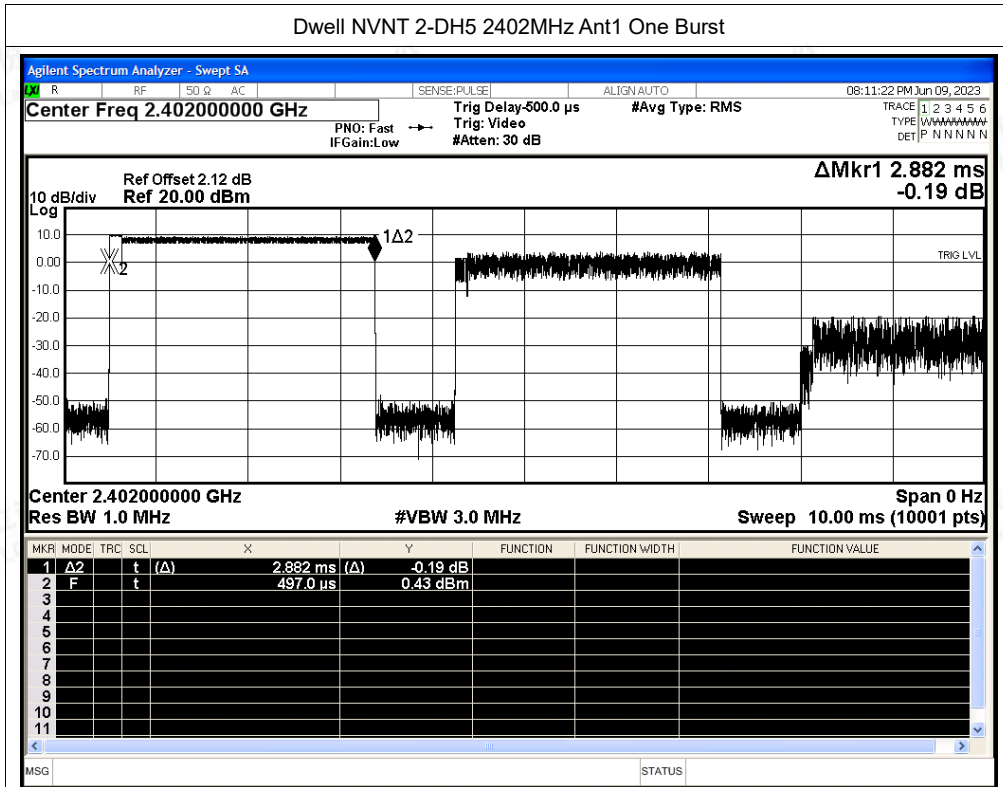 Dwell NVNT 2-DH5 2402MHz Ant1 One Burst
Agilent Spectrum Analyzer - Swept SA
LXI R RF 50 Ω AC SENSE:PULSE ALIGN AUTO 08:11:22 PM Jun 09, 2023
Center Freq 2.402000000 GHz Trig Delay-500.0 µs #Avg Type: RMS TRACE 1 2 3 4 5 6
PNO: Fast Trig: Video TYPE WWWWWW
IFGain:Low #Atten: 30 dB DET P N N N N N
ΔMkr1 2.882 ms
Ref Offset 2.12 dB
10 dB/div Ref 20.00 dBm -0.19 dB
Log
10.0
1Δ2
0.00
2
TRIG LVL
-10.0
-20.0
-30.0
-40.0
-50.0
-60.0
-70.0
Center 2.402000000 GHz Span 0 Hz
Res BW 1.0 MHz #VBW 3.0 MHz Sweep 10.00 ms (10001 pts)
MKR MODE TRC SCL X Y FUNCTION FUNCTION WIDTH FUNCTION VALUE
1 Δ2 t (Δ) 2.882 ms (Δ) -0.19 dB
2 F t 497.0 µs 0.43 dBm
3
4
5
6
7
8
9
10
11
MSG STATUS